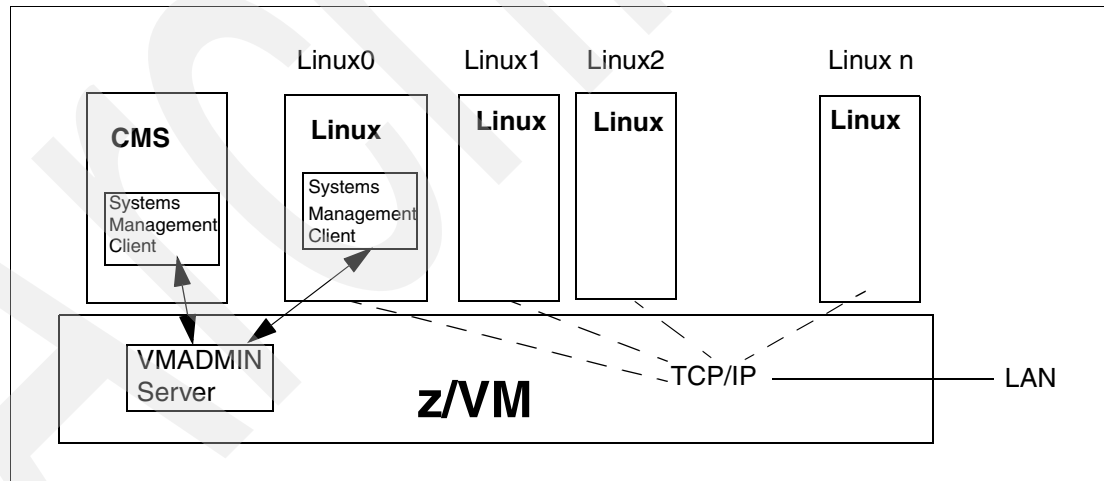 Linux0 Linux1 Linux2 Linux n
CMS
Linux
Linux
Linux
Linux
Systems
Management
Client
Systems
Management
Client
VMADMIN
Server
z/VM
TCP/IP
LAN